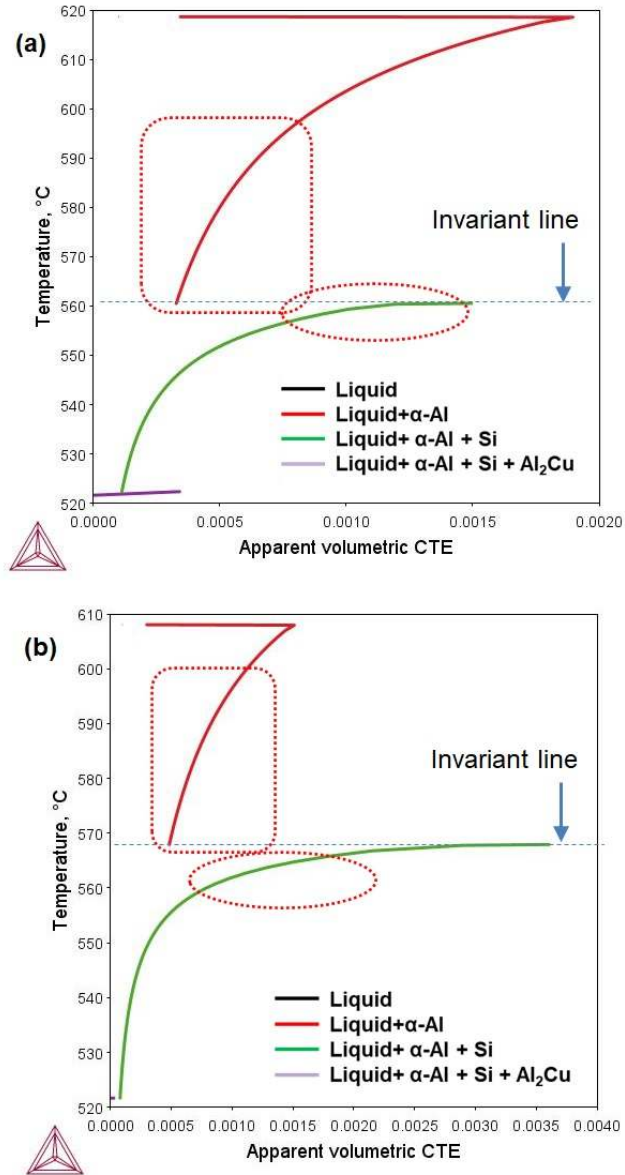 (a)
620
610
600
590
580
570
560
550
540
530
520
Temperature, °C
Invariant line
Liquid
Liquid+α-Al
Liquid+ α-Al + Si
Liquid+ α-Al + Si + Al₂Cu
0.0000 0.0005 0.0010 0.0015 0.0020
Apparent volumetric CTE
(b)
610
600
590
580
570
560
550
540
530
520
Temperature, °C
Invariant line
Liquid
Liquid+α-Al
Liquid+ α-Al + Si
Liquid+ α-Al + Si + Al₂Cu
0.0000 0.0005 0.0010 0.0015 0.0020 0.0025 0.0030 0.0035 0.0040
Apparent volumetric CTE